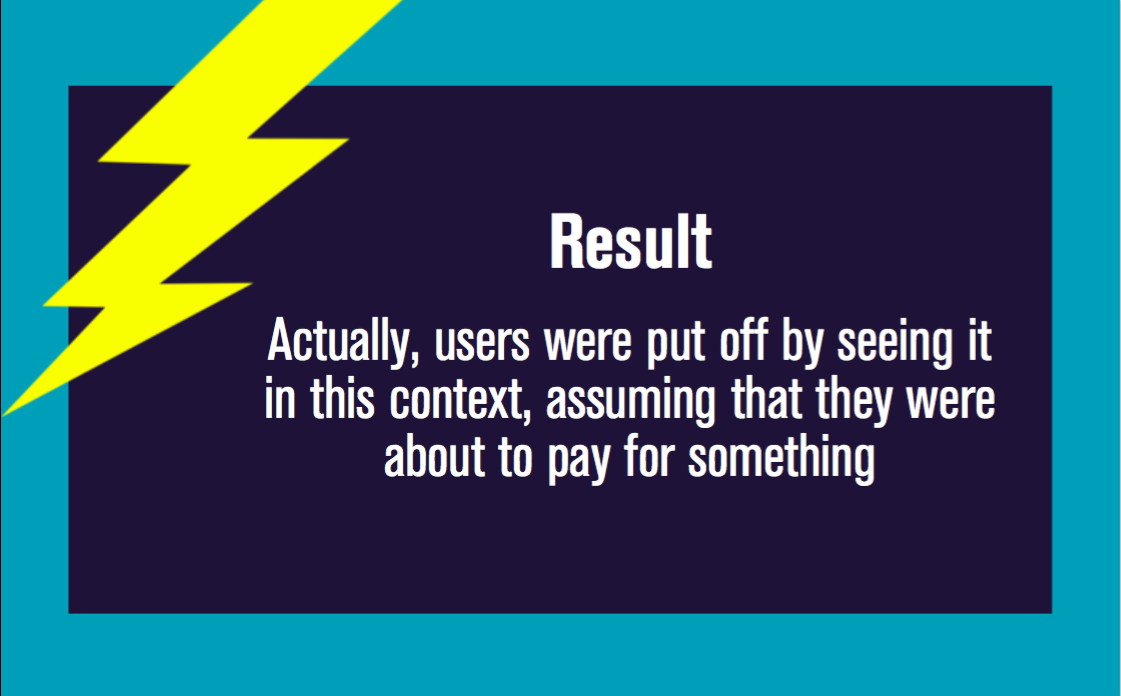 Result
Actually, users were put off by seeing it
in this context, assuming that they were
about to pay for something